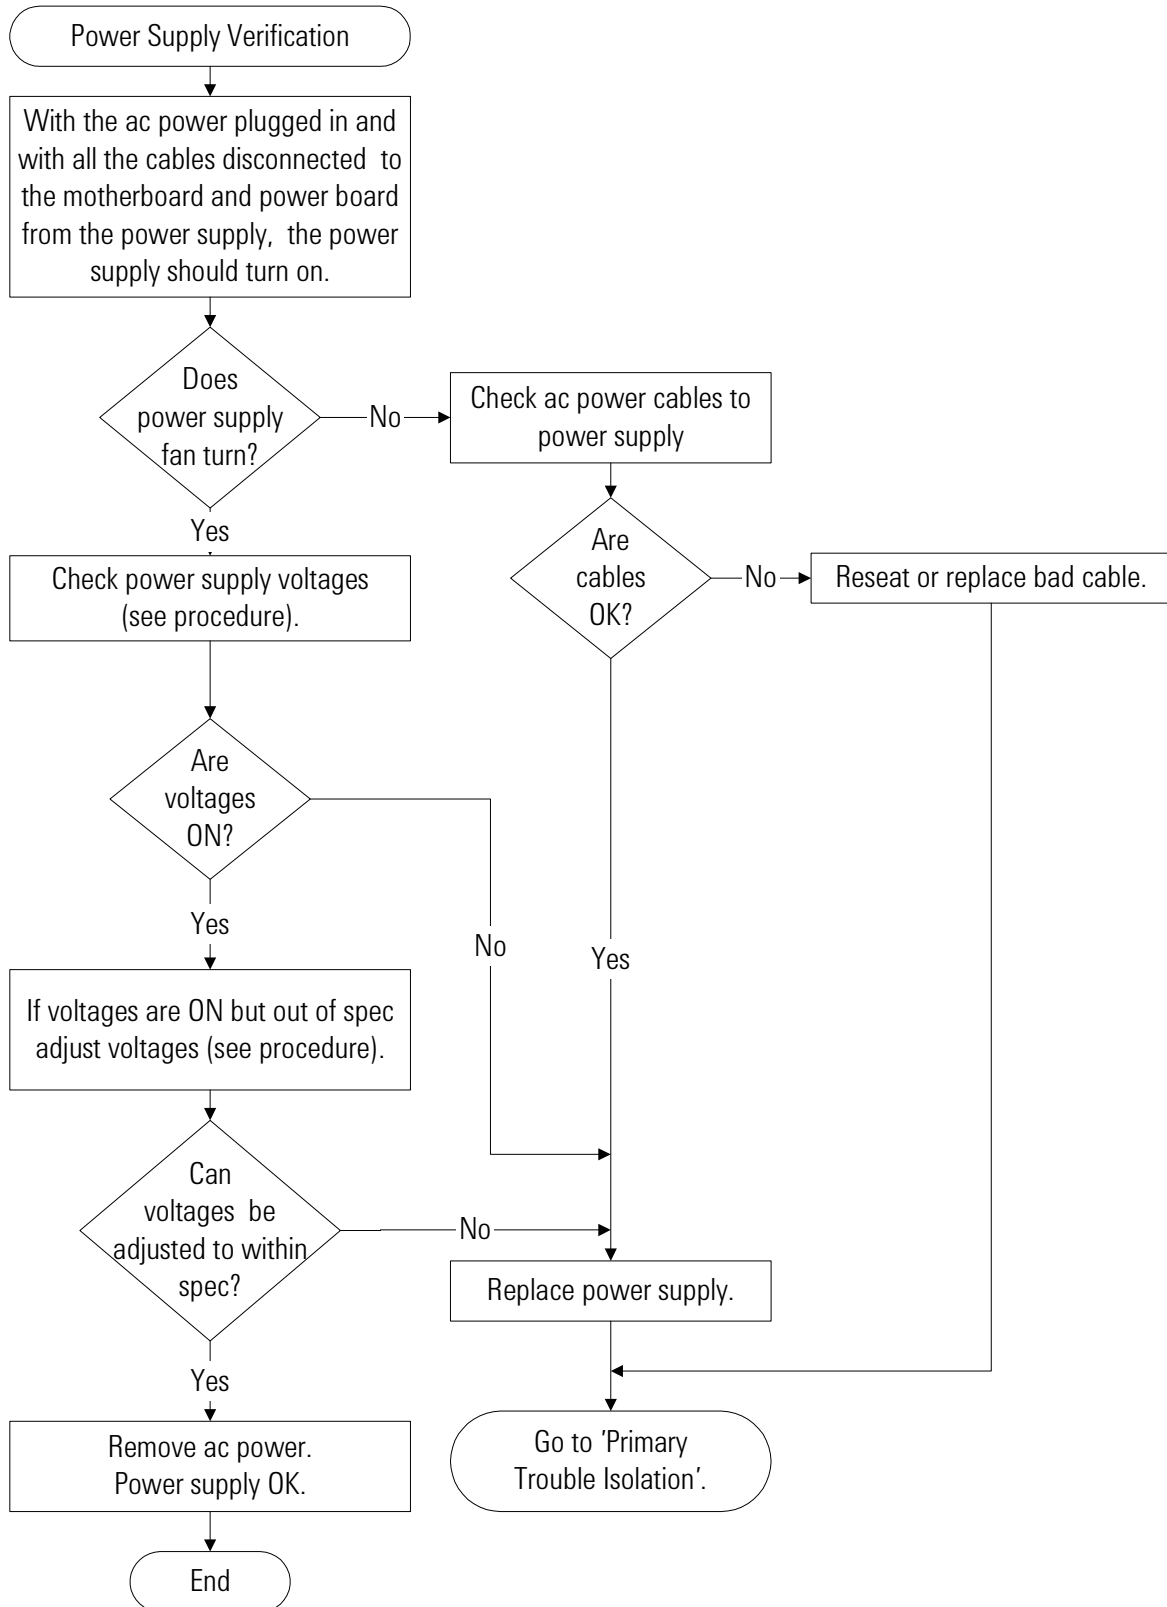 Power Supply Verification
With the ac power plugged in and
with all the cables disconnected to
the motherboard and power board
from the power supply, the power
supply should turn on.
Does
power supply
fan turn?
No
Check ac power cables to
power supply
Yes
Are
cables
OK?
No
Reseat or replace bad cable.
Check power supply voltages
(see procedure).
Are
voltages
ON?
Yes
No
Yes
If voltages are ON but out of spec
adjust voltages (see procedure).
Can
voltages be
adjusted to within
spec?
No
Replace power supply.
Yes
Remove ac power.
Power supply OK.
Go to 'Primary
Trouble Isolation'.
End